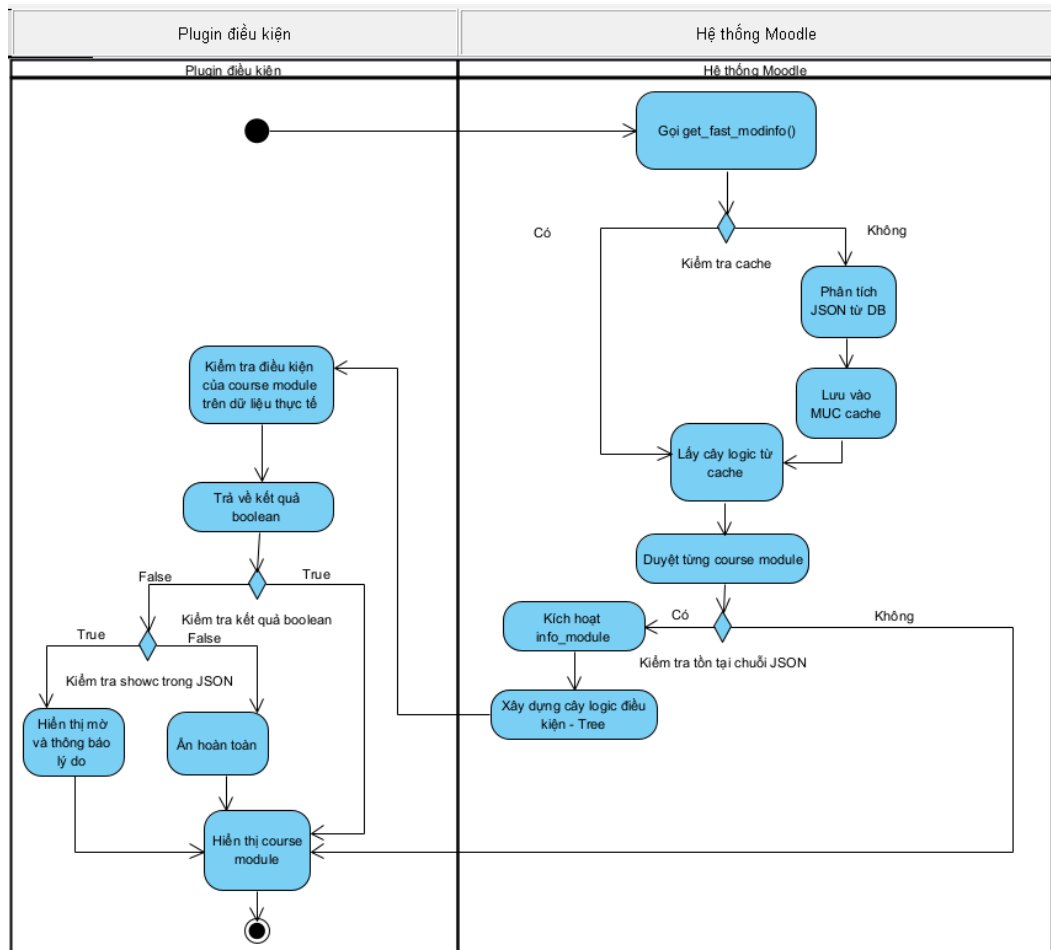 Plugin điều kiện
Hệ thống Moodle
Plugin điều kiện
Hệ thống Moodle
Gọi get_fast_modinfo()
Có
Không
Kiểm tra cache
Phân tích
JSON từ DB
Lưu vào
MUC cache
Lấy cây logic từ
cache
Duyệt từng course module
Có
Không
Kiểm tra tồn tại chuỗi JSON
Kích hoạt
info_module
Xây dựng cây logic điều
kiện - Tree
Kiểm tra điều kiện
của course module
trên dữ liệu thực tế
Trả về kết quả
boolean
False
True
Kiểm tra kết quả boolean
True
False
Kiểm tra showc trong JSON
Hiển thị mờ
và thông báo
lý do
Ẩn hoàn toàn
Hiển thị course
module